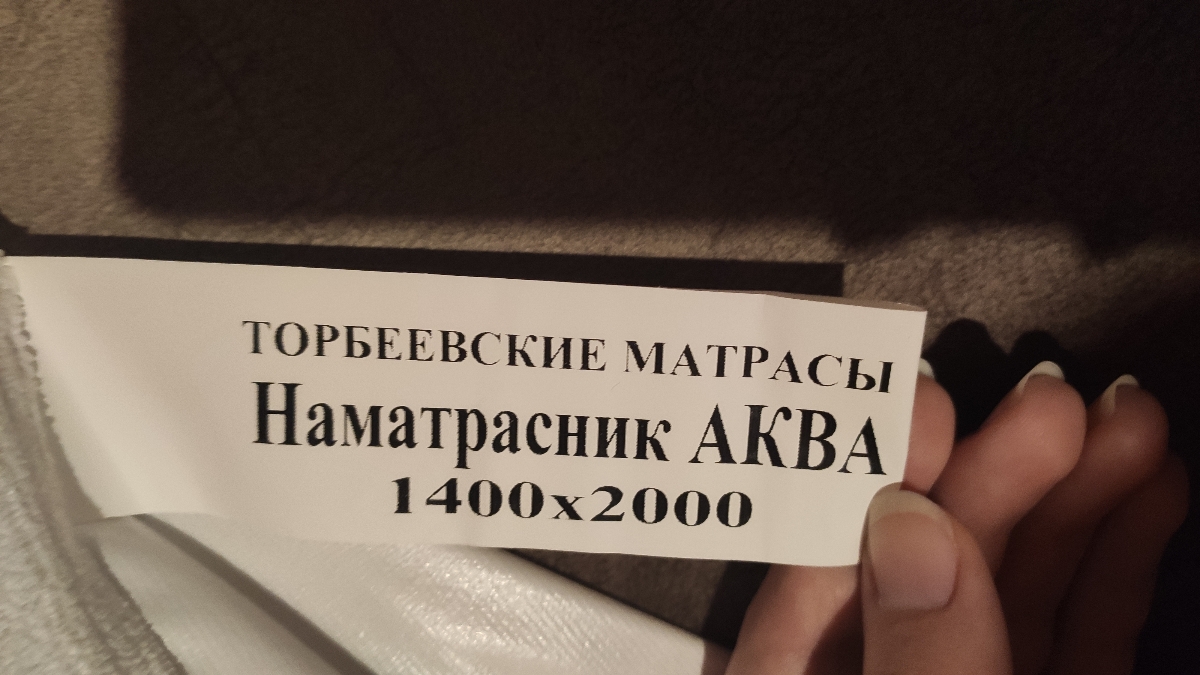 ТОРБЕЕВСКИЕ МАТРАСЫ
Наматрасник АКВА
1400х2000